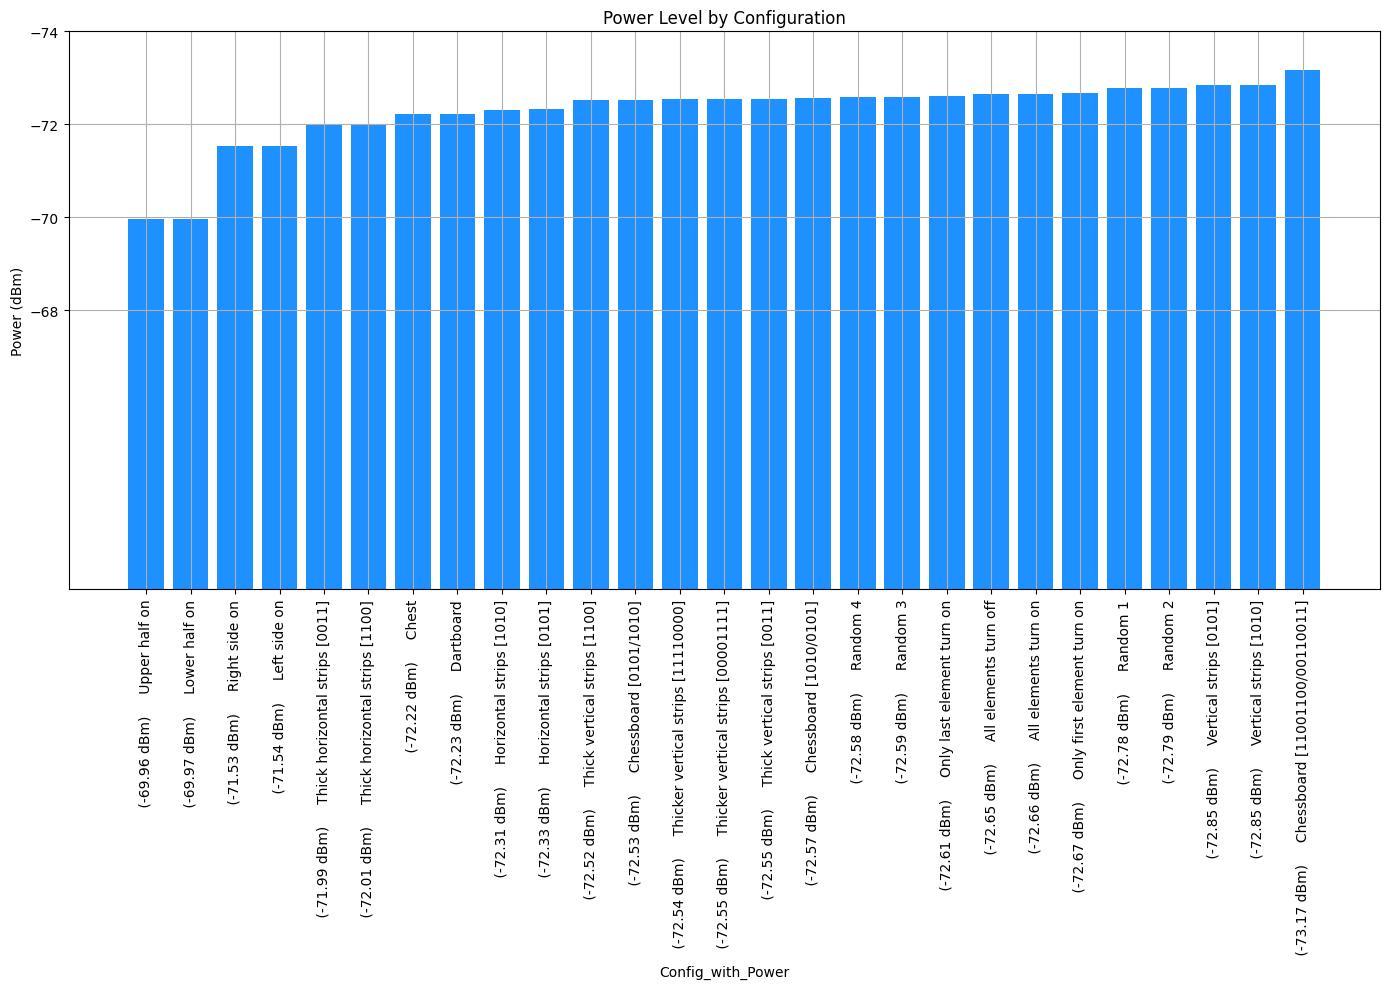 Power Level by Configuration
−74
−72
−70
−68
Power (dBm)
(-69.96 dBm) Upper half on
(-69.97 dBm) Lower half on
(-71.53 dBm) Right side on
(-71.54 dBm) Left side on
(-71.99 dBm) Thick horizontal strips [0011]
(-72.01 dBm) Thick horizontal strips [1100]
(-72.22 dBm) Chest
(-72.23 dBm) Dartboard
(-72.31 dBm) Horizontal strips [1010]
(-72.33 dBm) Horizontal strips [0101]
(-72.52 dBm) Thick vertical strips [1100]
(-72.53 dBm) Chessboard [0101/1010]
(-72.54 dBm) Thicker vertical strips [11110000]
(-72.55 dBm) Thicker vertical strips [00001111]
(-72.55 dBm) Thick vertical strips [0011]
(-72.57 dBm) Chessboard [1010/0101]
(-72.58 dBm) Random 4
(-72.59 dBm) Random 3
(-72.61 dBm) Only last element turn on
(-72.65 dBm) All elements turn off
(-72.66 dBm) All elements turn on
(-72.67 dBm) Only first element turn on
(-72.78 dBm) Random 1
(-72.79 dBm) Random 2
(-72.85 dBm) Vertical strips [0101]
(-72.85 dBm) Vertical strips [1010]
(-73.17 dBm) Chessboard [11001100/00110011]
Config_with_Power